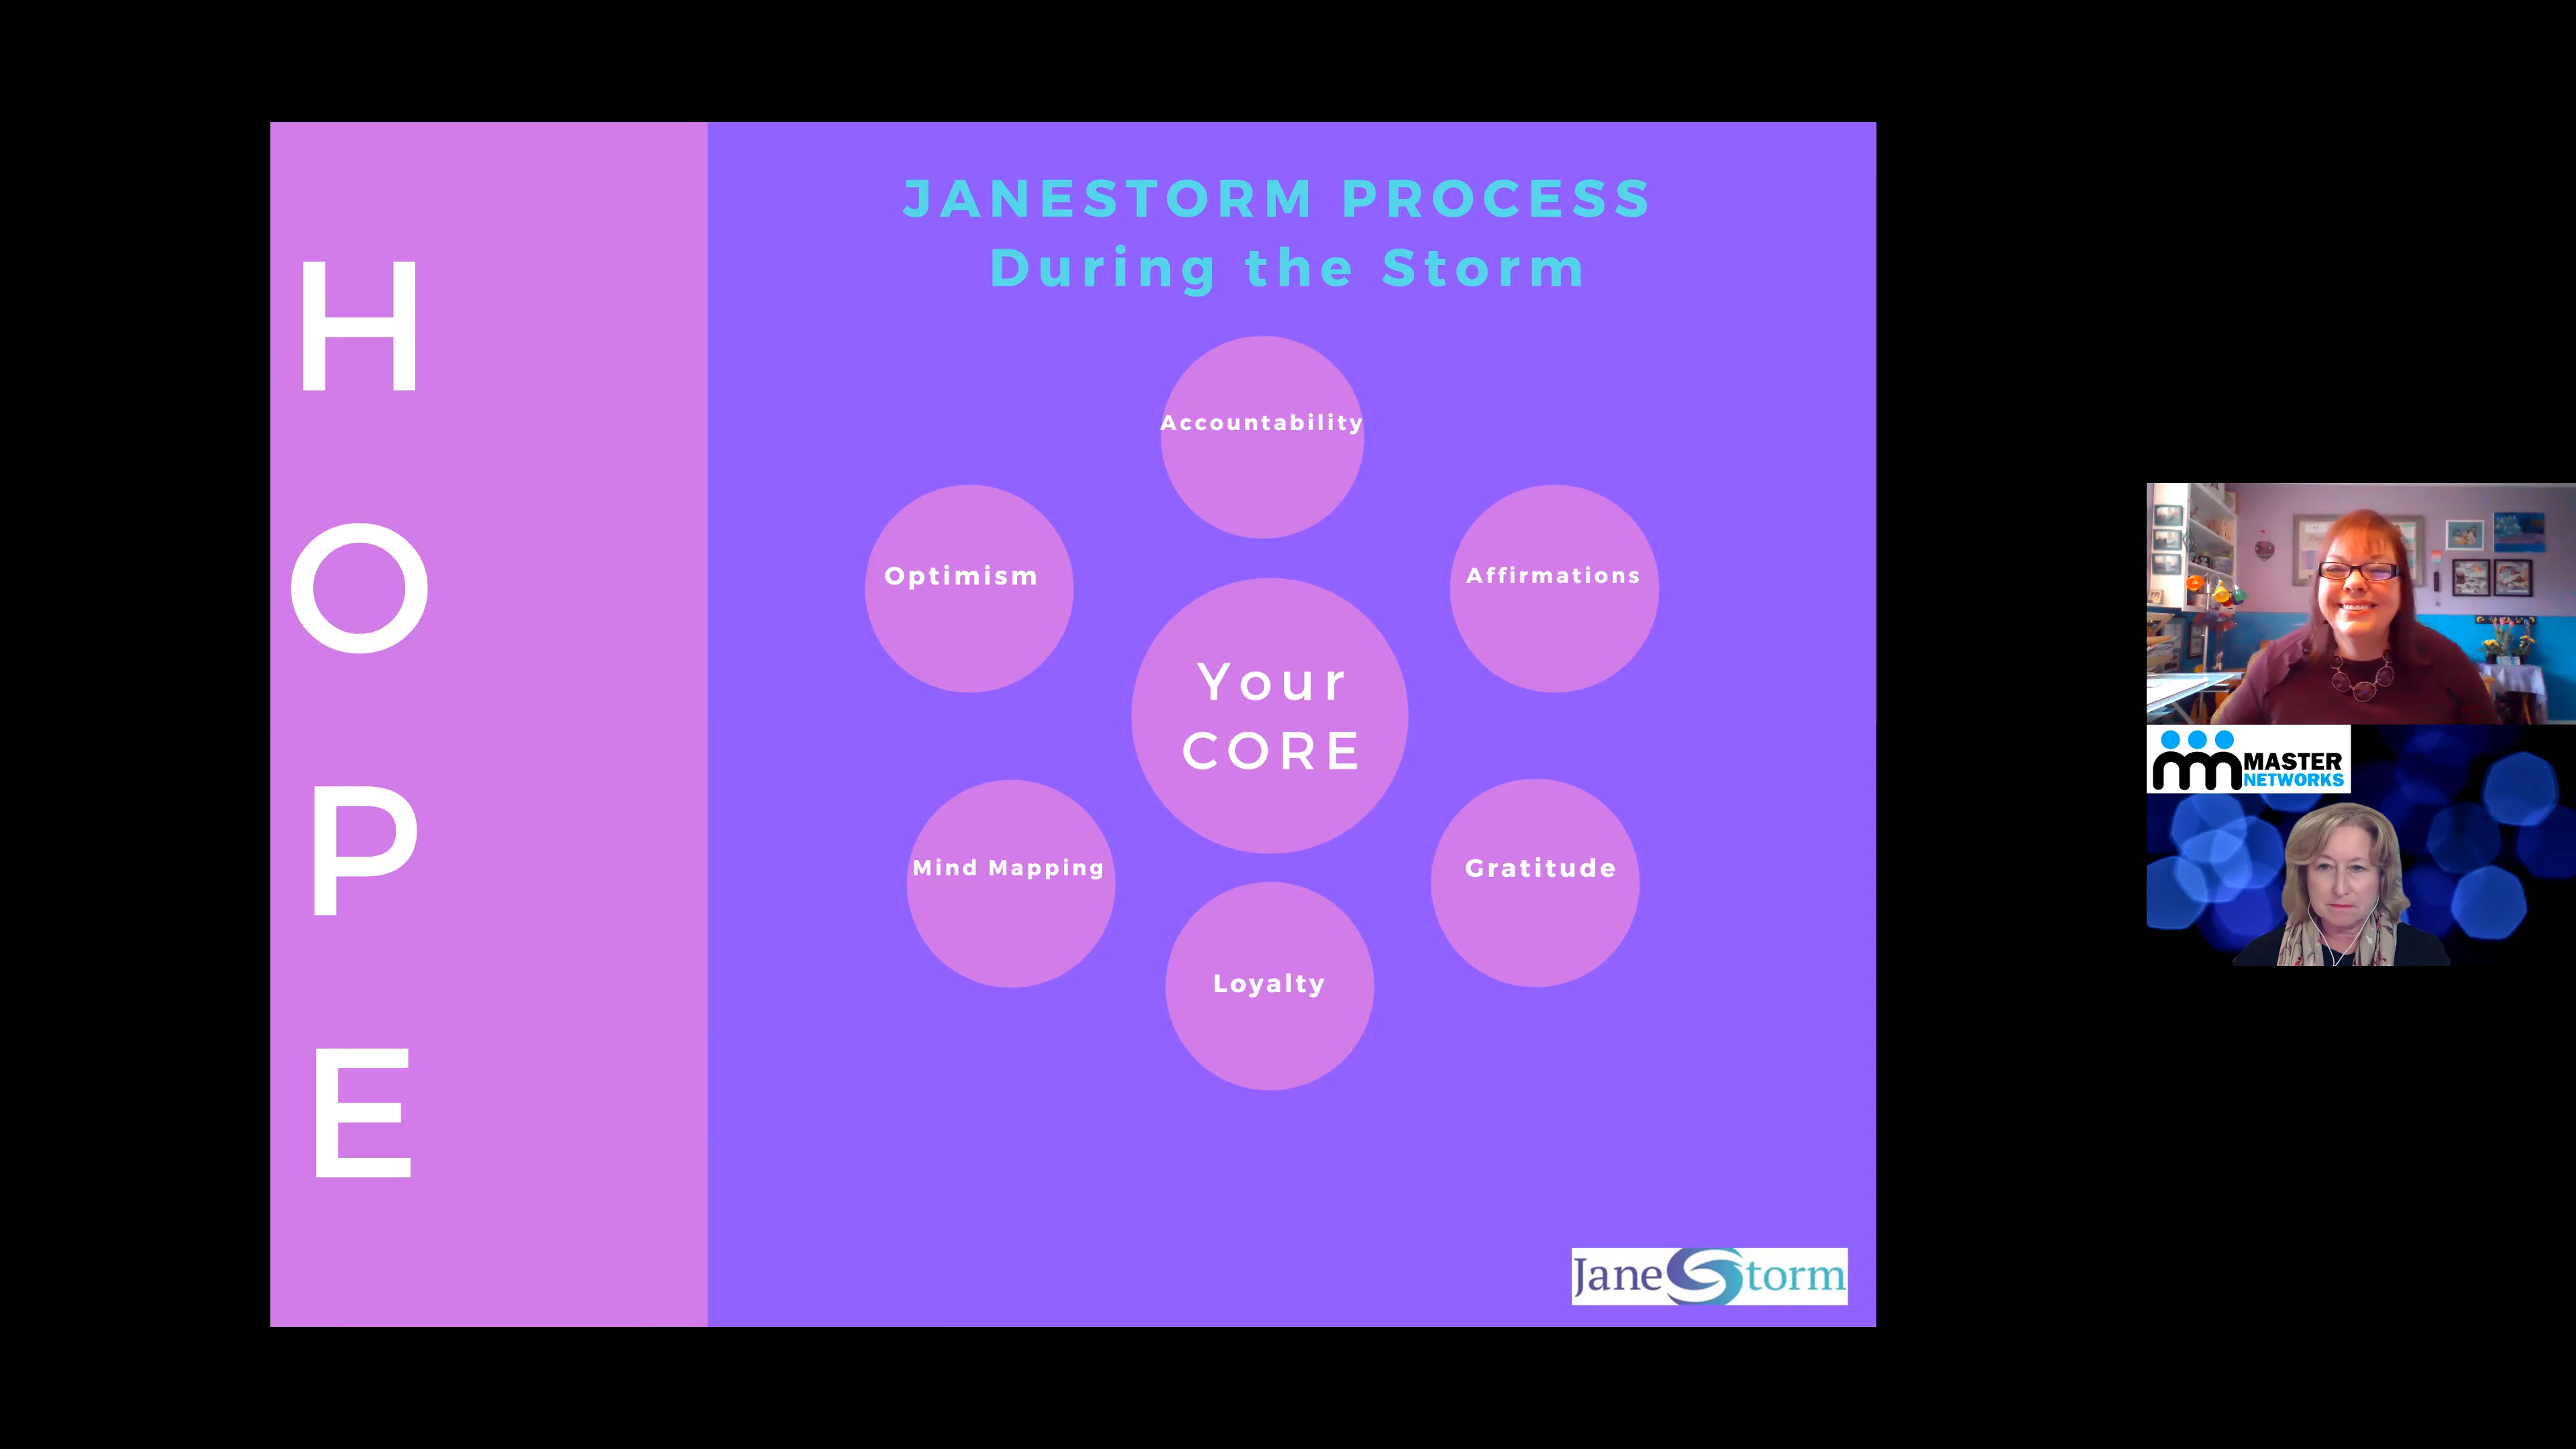 H
O
P
E
JANESTORM PROCESS
During the Storm
Accountability
Optimism
Affirmations
Your
CORE
Mind Mapping
Gratitude
Loyalty
JaneStorm
MASTER
NETWORKS